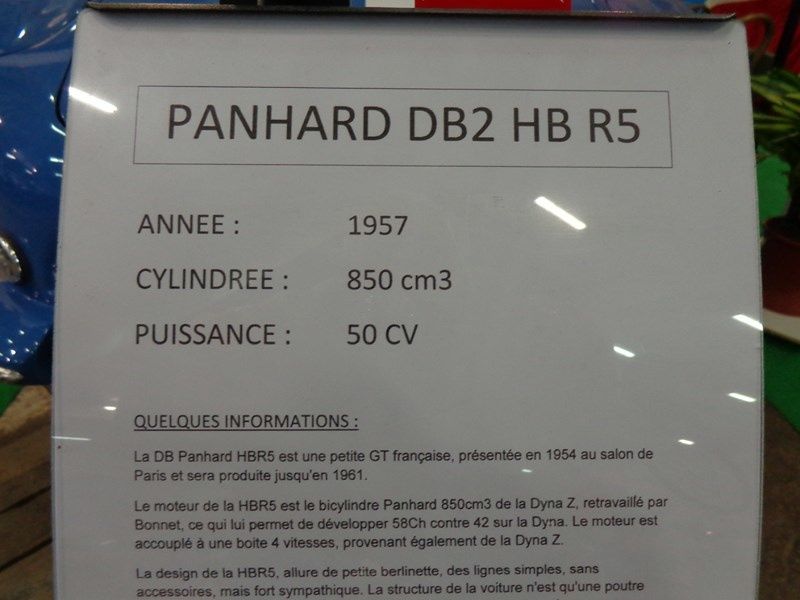 PANHARD DB2 HB R5
ANNEE : 1957
CYLINDREE : 850 cm3
PUISSANCE : 50 CV
QUELQUES INFORMATIONS :
La DB Panhard HBR5 est une petite GT française, présentée en 1954 au salon de
Paris et sera produite jusqu'en 1961.
Le moteur de la HBR5 est le bicylindre Panhard 850cm3 de la Dyna Z, retravaillé par
Bonnet, ce qui lui permet de développer 58Ch contre 42 sur la Dyna. Le moteur est
accouplé à une boite 4 vitesses, provenant également de la Dyna Z.
La design de la HBR5, allure de petite berlinette, des lignes simples, sans
accessoires, mais fort sympathique. La structure de la voiture n'est qu'une poutre